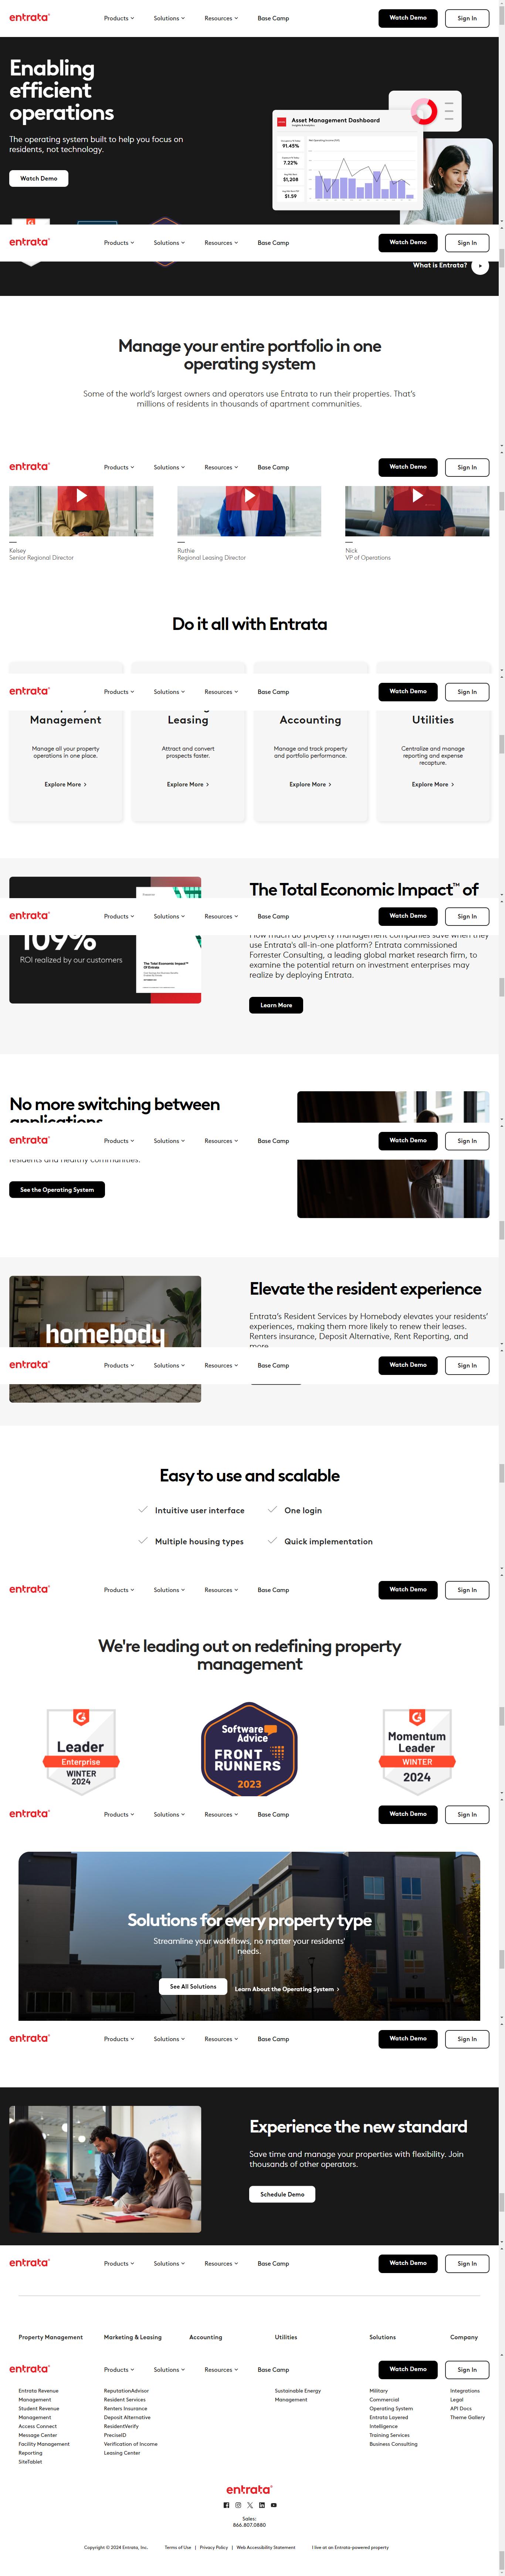 entrata
Products Solutions Resources Base Camp Watch Demo Sign In
Enabling
efficient
operations
The operating system built to help you focus on
residents, not technology.
Watch Demo
Asset Management Dashboard
91.45%
7.22%
$1,208
$1.59
entrata
Products Solutions Resources Base Camp Watch Demo Sign In
What is Entrata?
Manage your entire portfolio in one
operating system
Some of the world's largest owners and operators use Entrata to run their properties. That's
millions of residents in thousands of apartment communities.
entrata
Products Solutions Resources Base Camp Watch Demo Sign In
Kelsey
Senior Regional Director
Ruthie
Regional Leasing Director
Nick
VP of Operations
Do it all with Entrata
entrata
Products Solutions Resources Base Camp Watch Demo Sign In
Management
Manage all your property
operations in one place.
Explore More
Leasing
Attract and convert
prospects faster.
Explore More
Accounting
Manage and track property
and portfolio performance.
Explore More
Utilities
Centralize and manage
reporting and expense
recapture.
Explore More
The Total Economic Impact™ of
entrata
Products Solutions Resources Base Camp Watch Demo Sign In
109%
ROI realized by our customers
The Total Economic Impact™
Of Entrata
How much do property management companies save when they
use Entrata's all-in-one platform? Entrata commissioned
Forrester Consulting, a leading global market research firm, to
examine the potential return on investment enterprises may
realize by deploying Entrata.
Learn More
No more switching between
applications
entrata
Products Solutions Resources Base Camp Watch Demo Sign In
residents and healthy communities.
See the Operating System
homebody
Elevate the resident experience
Entrata's Resident Services by Homebody elevates your residents'
experiences, making them more likely to renew their leases.
Renters insurance, Deposit Alternative, Rent Reporting, and
more
entrata
Products Solutions Resources Base Camp Watch Demo Sign In
Easy to use and scalable
Intuitive user interface
One login
Multiple housing types
Quick implementation
entrata
Products Solutions Resources Base Camp Watch Demo Sign In
We're leading out on redefining property
management
Leader
Enterprise
WINTER
2024
Software
Advice
FRONT
RUNNERS
2023
Momentum
Leader
WINTER
2024
entrata
Products Solutions Resources Base Camp Watch Demo Sign In
Solutions for every property type
Streamline your workflows, no matter your residents'
needs.
See All Solutions
Learn About the Operating System
entrata
Products Solutions Resources Base Camp Watch Demo Sign In
Experience the new standard
Save time and manage your properties with flexibility. Join
thousands of other operators.
Schedule Demo
entrata
Products Solutions Resources Base Camp Watch Demo Sign In
Property Management Marketing & Leasing Accounting Utilities Solutions Company
entrata
Products Solutions Resources Base Camp Watch Demo Sign In
Entrata Revenue
Management
Student Revenue
Management
Access Connect
Message Center
Facility Management
Reporting
SiteTablet
ReputationAdvisor
Resident Services
Renters Insurance
Deposit Alternative
ResidentVerify
PreciseID
Verification of Income
Leasing Center
Sustainable Energy
Management
Military
Commercial
Operating System
Entrata Layered
Intelligence
Training Services
Business Consulting
Integrations
Legal
API Docs
Theme Gallery
entrata
Sales:
866.807.0880
Copyright © 2024 Entrata, Inc. Terms of Use | Privacy Policy | Web Accessibility Statement I live at an Entrata-powered property